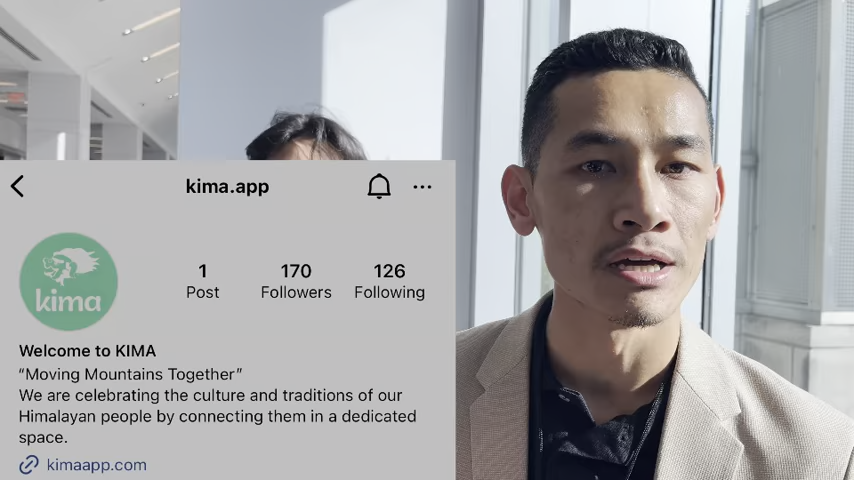 kima.app
kima
1 170 126
Post Followers Following
Welcome to KIMA
“Moving Mountains Together”
We are celebrating the culture and traditions of our
Himalayan people by connecting them in a dedicated
space.
kimaapp.com